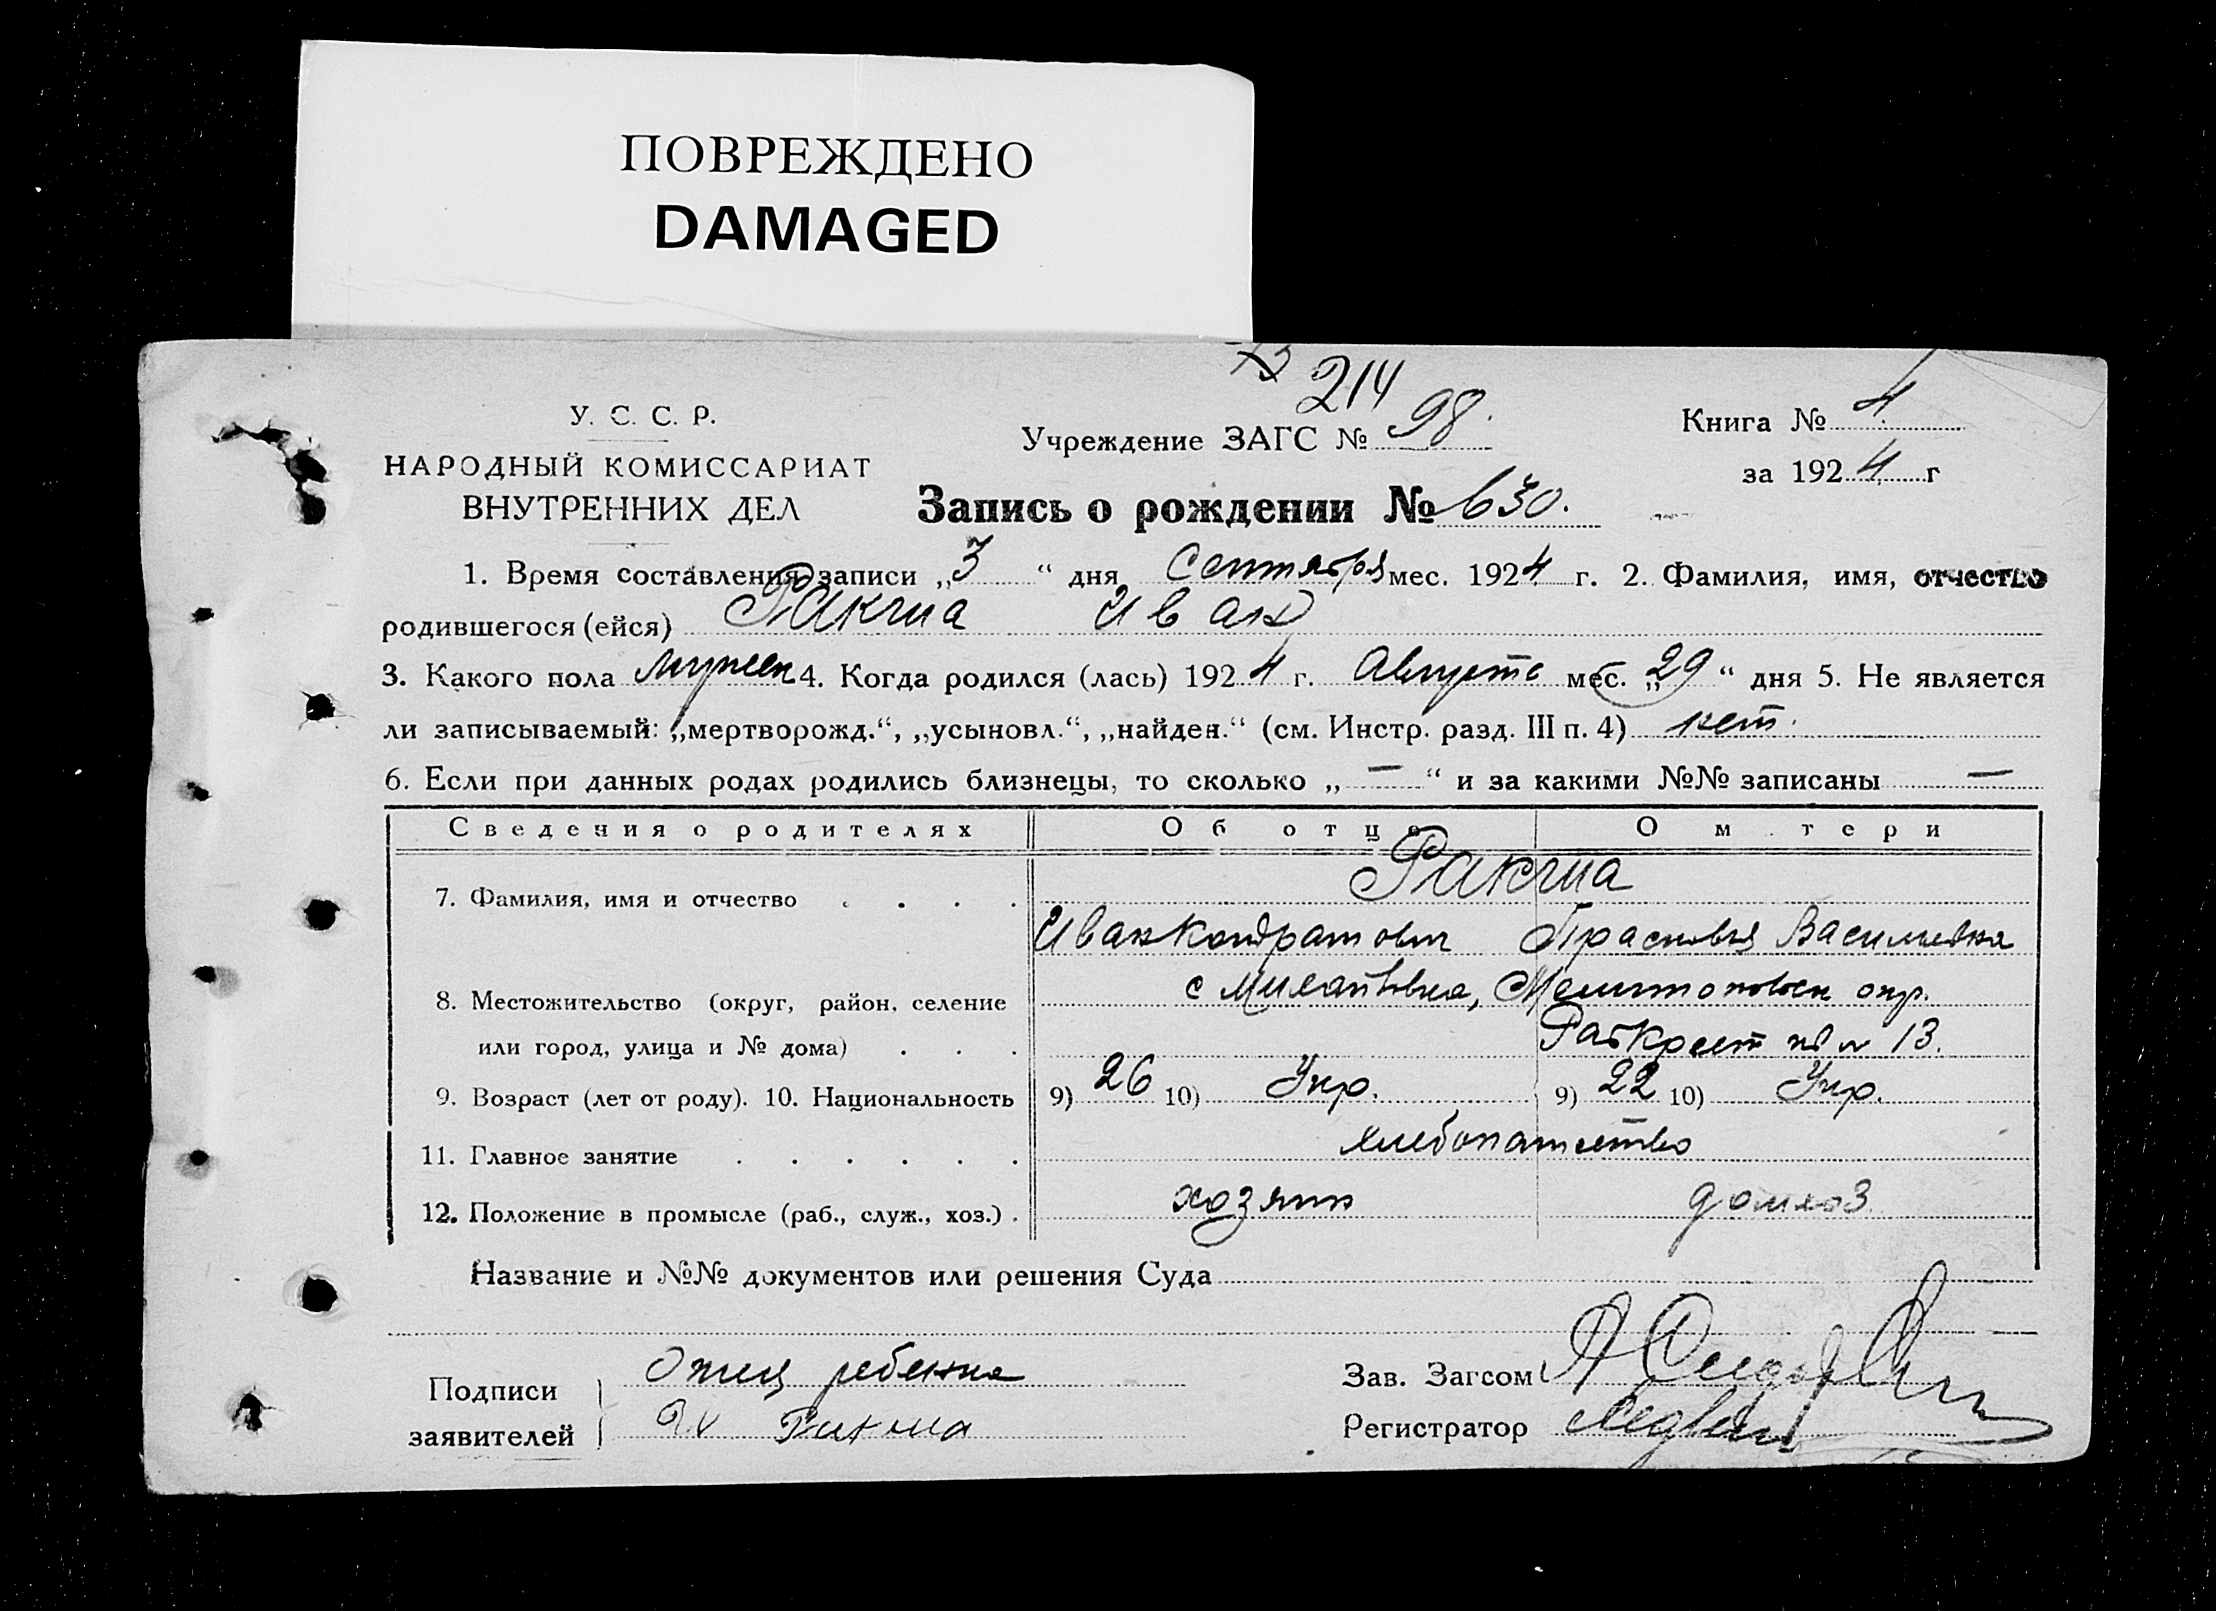 ПОВРЕЖДЕНО
DAMAGED
214
У. С. С. Р.
НАРОДНЫЙ КОМИССАРИАТ
ВНУТРЕННИХ ДЕЛ
Учреждение ЗАГС № 98.
Книга № 4
за 1924 г
Запись о рождении № 630.
1. Время составления записи „3“ дня Сентября мес. 1924 г. 2. Фамилия, имя, отчество
родившегося (ейся) Ракша Иван
3. Какого пола мужск 4. Когда родился (лась) 1924 г. Августа мес. „29“ дня 5. Не является
ли записываемый: „мертворожд.“, „усыновл.“, „найден.“ (см. Инстр. разд. III п. 4) нет.
6. Если при данных родах родились близнецы, то сколько „—“ и за какими №№ записаны —
Сведения о родителях Об отце О матери
7. Фамилия, имя и отчество . . . . Ракша
Иван Кондратович Прасковья Васильевна
8. Местожительство (округ, район, селение с Михайловка, Мелитопольск окр.
или город, улица и № дома) . . . 13.
9. Возраст (лет от роду). 10. Национальность 9) 26 10) Укр. 9) 22 10) Укр.
11. Главное занятие . . . . . . хлебопашество
12. Положение в промысле (раб., служ., хоз.) . хозяин домхоз
Название и №№ документов или решения Суда
Подписи заявителей Отец ребенка
Ракша
Зав. Загсом
Регистратор